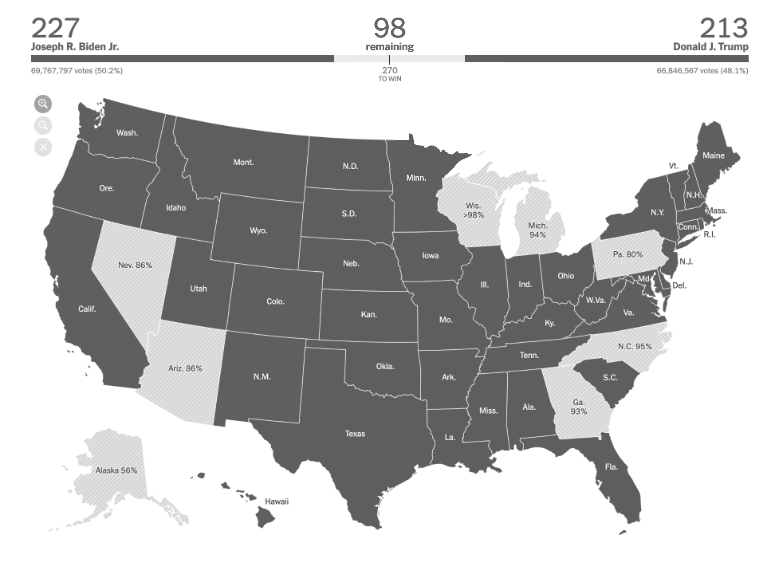 227
98
213
Joseph R. Biden Jr.
remaining
Donald J. Trump
69,767,797 votes (50.2%)
270
66,846,567 votes (48.1%)
TO WIN
Wash.
Mont.
N.D.
Minn.
Maine
Vt.
N.H.
Ore.
Idaho
S.D.
Wis.
>98%
Mich.
94%
N.Y.
Mass.
Conn.
R.I.
Wyo.
Iowa
Pa. 80%
N.J.
Nev. 86%
Neb.
Ill.
Ind.
Ohio
Md.
Del.
Calif.
Utah
Colo.
Kan.
Mo.
Ky.
W.Va.
Va.
Ariz. 86%
N.M.
Okla.
Ark.
Tenn.
N.C. 95%
S.C.
Texas
La.
Miss.
Ala.
Ga.
93%
Fla.
Alaska 56%
Hawaii